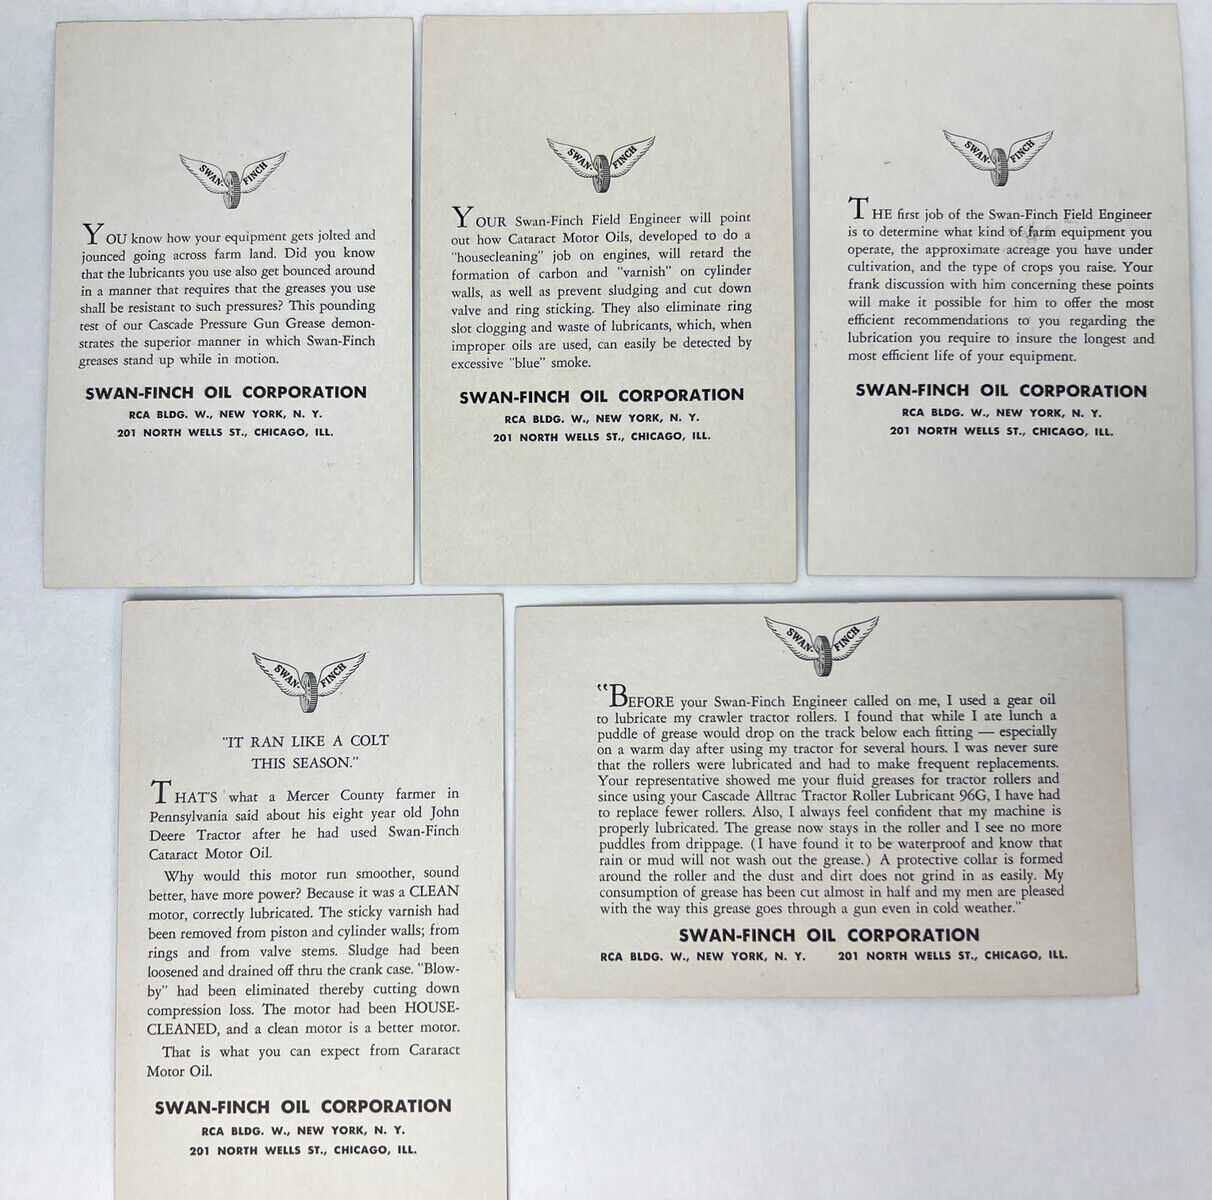 SWAN-FINCH
YOU know how your equipment gets jolted and
jounced going across farm land. Did you know
that the lubricants you use also get bounced around
in a manner that requires that the greases you use
shall be resistant to such pressures? This pounding
test of our Cascade Pressure Gun Grease demon-
strates the superior manner in which Swan-Finch
greases stand up while in motion.
SWAN-FINCH OIL CORPORATION
RCA BLDG. W., NEW YORK, N. Y.
201 NORTH WELLS ST., CHICAGO, ILL.
SWAN-FINCH
YOUR Swan-Finch Field Engineer will point
out how Cataract Motor Oils, developed to do a
"housecleaning" job on engines, will retard the
formation of carbon and "varnish" on cylinder
walls, as well as prevent sludging and cut down
valve and ring sticking. They also eliminate ring
slot clogging and waste of lubricants, which, when
improper oils are used, can easily be detected by
excessive "blue" smoke.
SWAN-FINCH OIL CORPORATION
RCA BLDG. W., NEW YORK, N. Y.
201 NORTH WELLS ST., CHICAGO, ILL.
SWAN-FINCH
THE first job of the Swan-Finch Field Engineer
is to determine what kind of farm equipment you
operate, the approximate acreage you have under
cultivation, and the type of crops you raise. Your
frank discussion with him concerning these points
will make it possible for him to offer the most
efficient recommendations to you regarding the
lubrication you require to insure the longest and
most efficient life of your equipment.
SWAN-FINCH OIL CORPORATION
RCA BLDG. W., NEW YORK, N. Y.
201 NORTH WELLS ST., CHICAGO, ILL.
SWAN-FINCH
"IT RAN LIKE A COLT
THIS SEASON."
THAT'S what a Mercer County farmer in
Pennsylvania said about his eight year old John
Deere Tractor after he had used Swan-Finch
Cataract Motor Oil.
Why would this motor run smoother, sound
better, have more power? Because it was a CLEAN
motor, correctly lubricated. The sticky varnish had
been removed from piston and cylinder walls; from
rings and from valve stems. Sludge had been
loosened and drained off thru the crank case. "Blow-
by" had been eliminated thereby cutting down
compression loss. The motor had been HOUSE-
CLEANED, and a clean motor is a better motor.
That is what you can expect from Cararact
Motor Oil.
SWAN-FINCH OIL CORPORATION
RCA BLDG. W., NEW YORK, N. Y.
201 NORTH WELLS ST., CHICAGO, ILL.
SWAN-FINCH
"BEFORE your Swan-Finch Engineer called on me, I used a gear oil
to lubricate my crawler tractor rollers. I found that while I ate lunch a
puddle of grease would drop on the track below each fitting — especially
on a warm day after using my tractor for several hours. I was never sure
that the rollers were lubricated and had to make frequent replacements.
Your representative showed me your fluid greases for tractor rollers and
since using your Cascade Alltrac Tractor Roller Lubricant 96G, I have had
to replace fewer rollers. Also, I always feel confident that my machine is
properly lubricated. The grease now stays in the roller and I see no more
puddles from drippage. (I have found it to be waterproof and know that
rain or mud will not wash out the grease.) A protective collar is formed
around the roller and the dust and dirt does not grind in as easily. My
consumption of grease has been cut almost in half and my men are pleased
with the way this grease goes through a gun even in cold weather."
SWAN-FINCH OIL CORPORATION
RCA BLDG. W., NEW YORK, N. Y. 201 NORTH WELLS ST., CHICAGO, ILL.